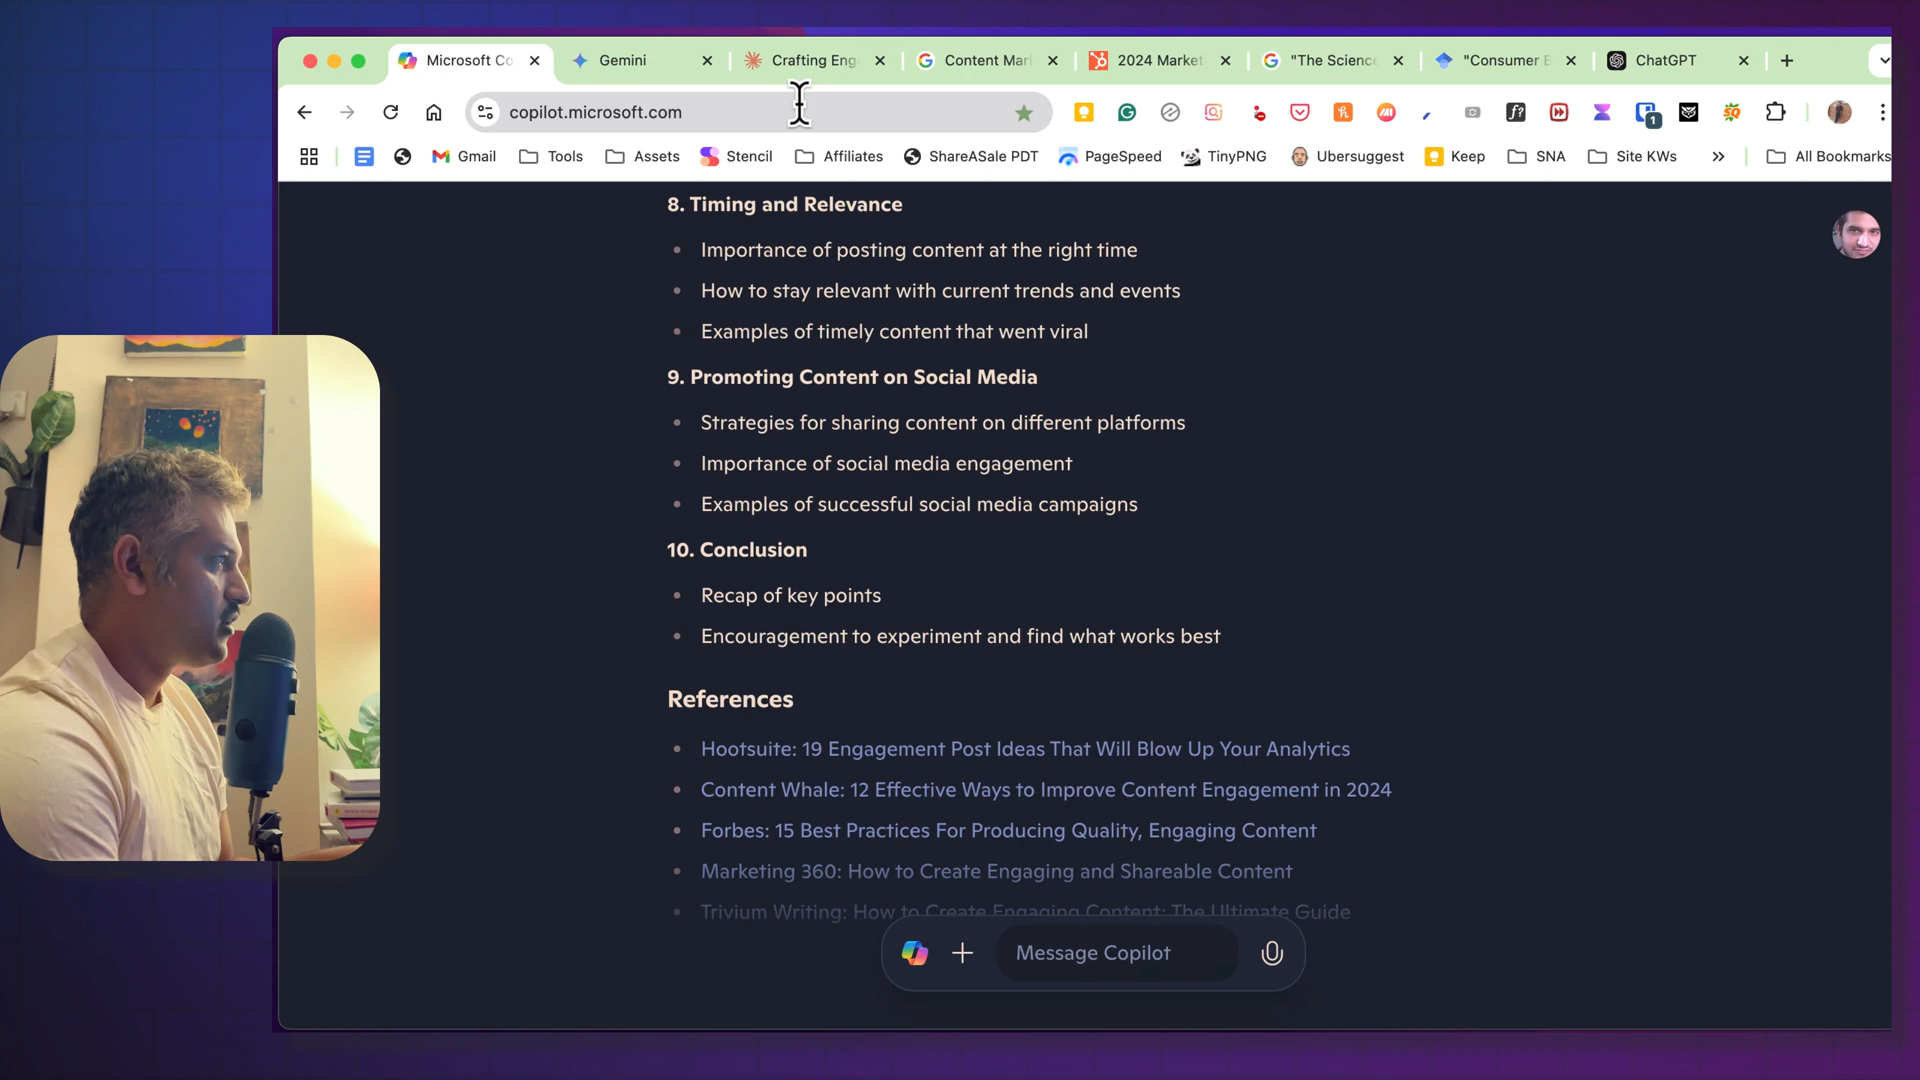 Microsoft Co
Gemini
Crafting Eng
Content Mar
2024 Market
"The Science
"Consumer B
ChatGPT
copilot.microsoft.com
1
Gmail
Tools
Assets
Stencil
Affiliates
ShareASale PDT
PageSpeed
TinyPNG
Ubersuggest
Keep
SNA
Site KWs
All Bookmarks
8. Timing and Relevance
Importance of posting content at the right time
How to stay relevant with current trends and events
Examples of timely content that went viral
9. Promoting Content on Social Media
Strategies for sharing content on different platforms
Importance of social media engagement
Examples of successful social media campaigns
10. Conclusion
Recap of key points
Encouragement to experiment and find what works best
References
Hootsuite: 19 Engagement Post Ideas That Will Blow Up Your Analytics
Content Whale: 12 Effective Ways to Improve Content Engagement in 2024
Forbes: 15 Best Practices For Producing Quality, Engaging Content
Marketing 360: How to Create Engaging and Shareable Content
Trivium Writing: How to Create Engaging Content: The Ultimate Guide
Message Copilot